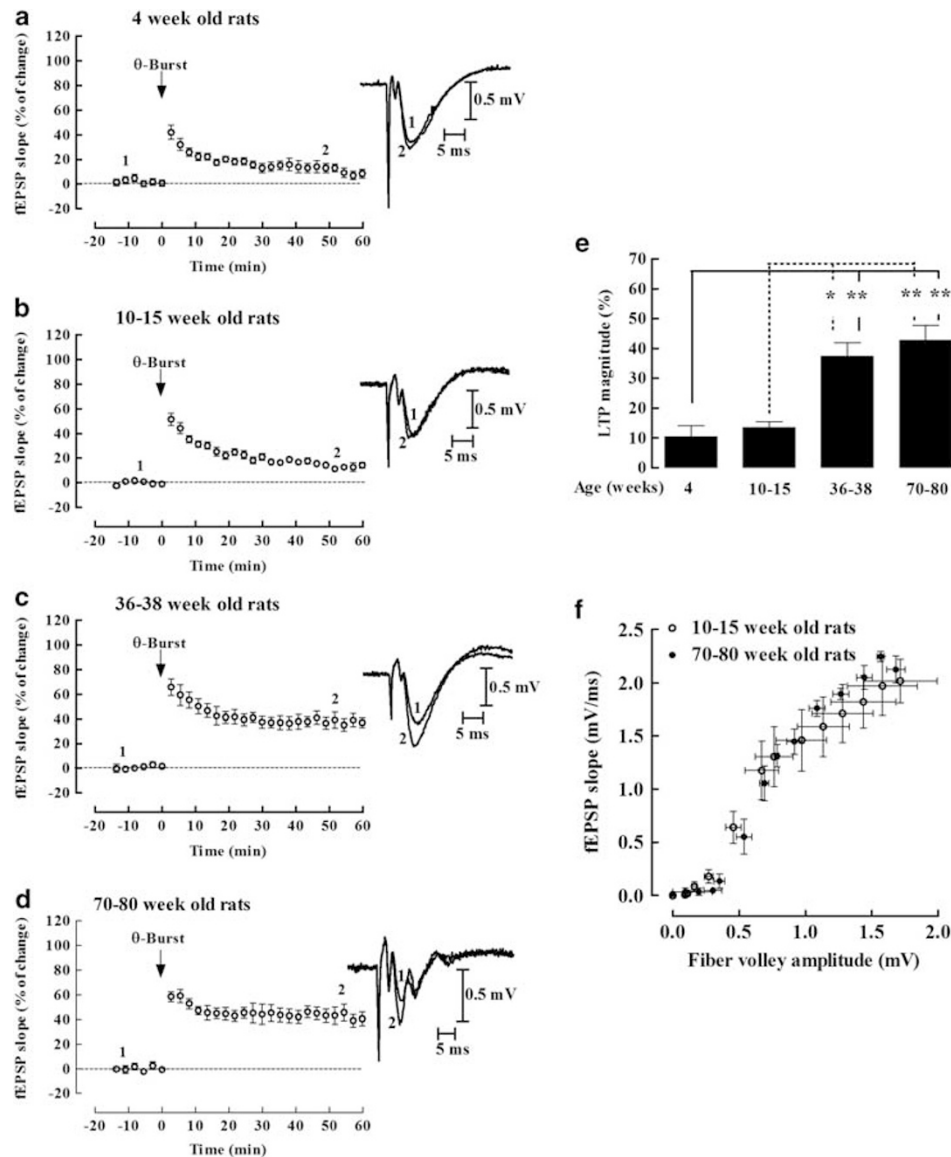 a
4 week old rats
fEPSP slope (% of change)
120
100
80
60
40
20
0
-20
θ-Burst
1
2
1
2
0.5 mV
5 ms
-20 -10 0 10 20 30 40 50 60
Time (min)
b
10-15 week old rats
fEPSP slope (% of change)
120
100
80
60
40
20
0
-20
θ-Burst
1
2
1
2
0.5 mV
5 ms
-20 -10 0 10 20 30 40 50 60
Time (min)
c
36-38 week old rats
fEPSP slope (% of change)
120
100
80
60
40
20
0
-20
θ-Burst
1
2
1
2
0.5 mV
5 ms
-20 -10 0 10 20 30 40 50 60
Time (min)
d
70-80 week old rats
fEPSP slope (% of change)
120
100
80
60
40
20
0
-20
θ-Burst
1
2
1
2
0.5 mV
5 ms
-20 -10 0 10 20 30 40 50 60
Time (min)
e
LTP magnitude (%)
70
60
50
40
30
20
10
0
* ** ** **
Age (weeks) 4 10-15 36-38 70-80
f
10-15 week old rats
70-80 week old rats
fEPSP slope (mV/ms)
2.5
2.0
1.5
1.0
0.5
0.0
0.0 0.5 1.0 1.5 2.0
Fiber volley amplitude (mV)